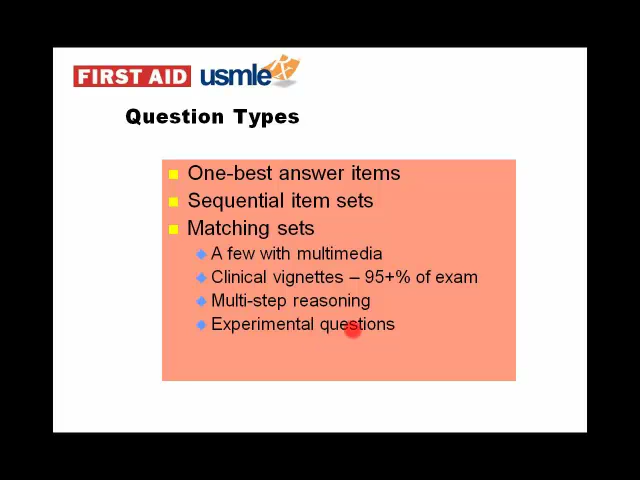 FIRST AID usmle Rx
Question Types
One-best answer items
Sequential item sets
Matching sets
A few with multimedia
Clinical vignettes – 95+% of exam
Multi-step reasoning
Experimental questions